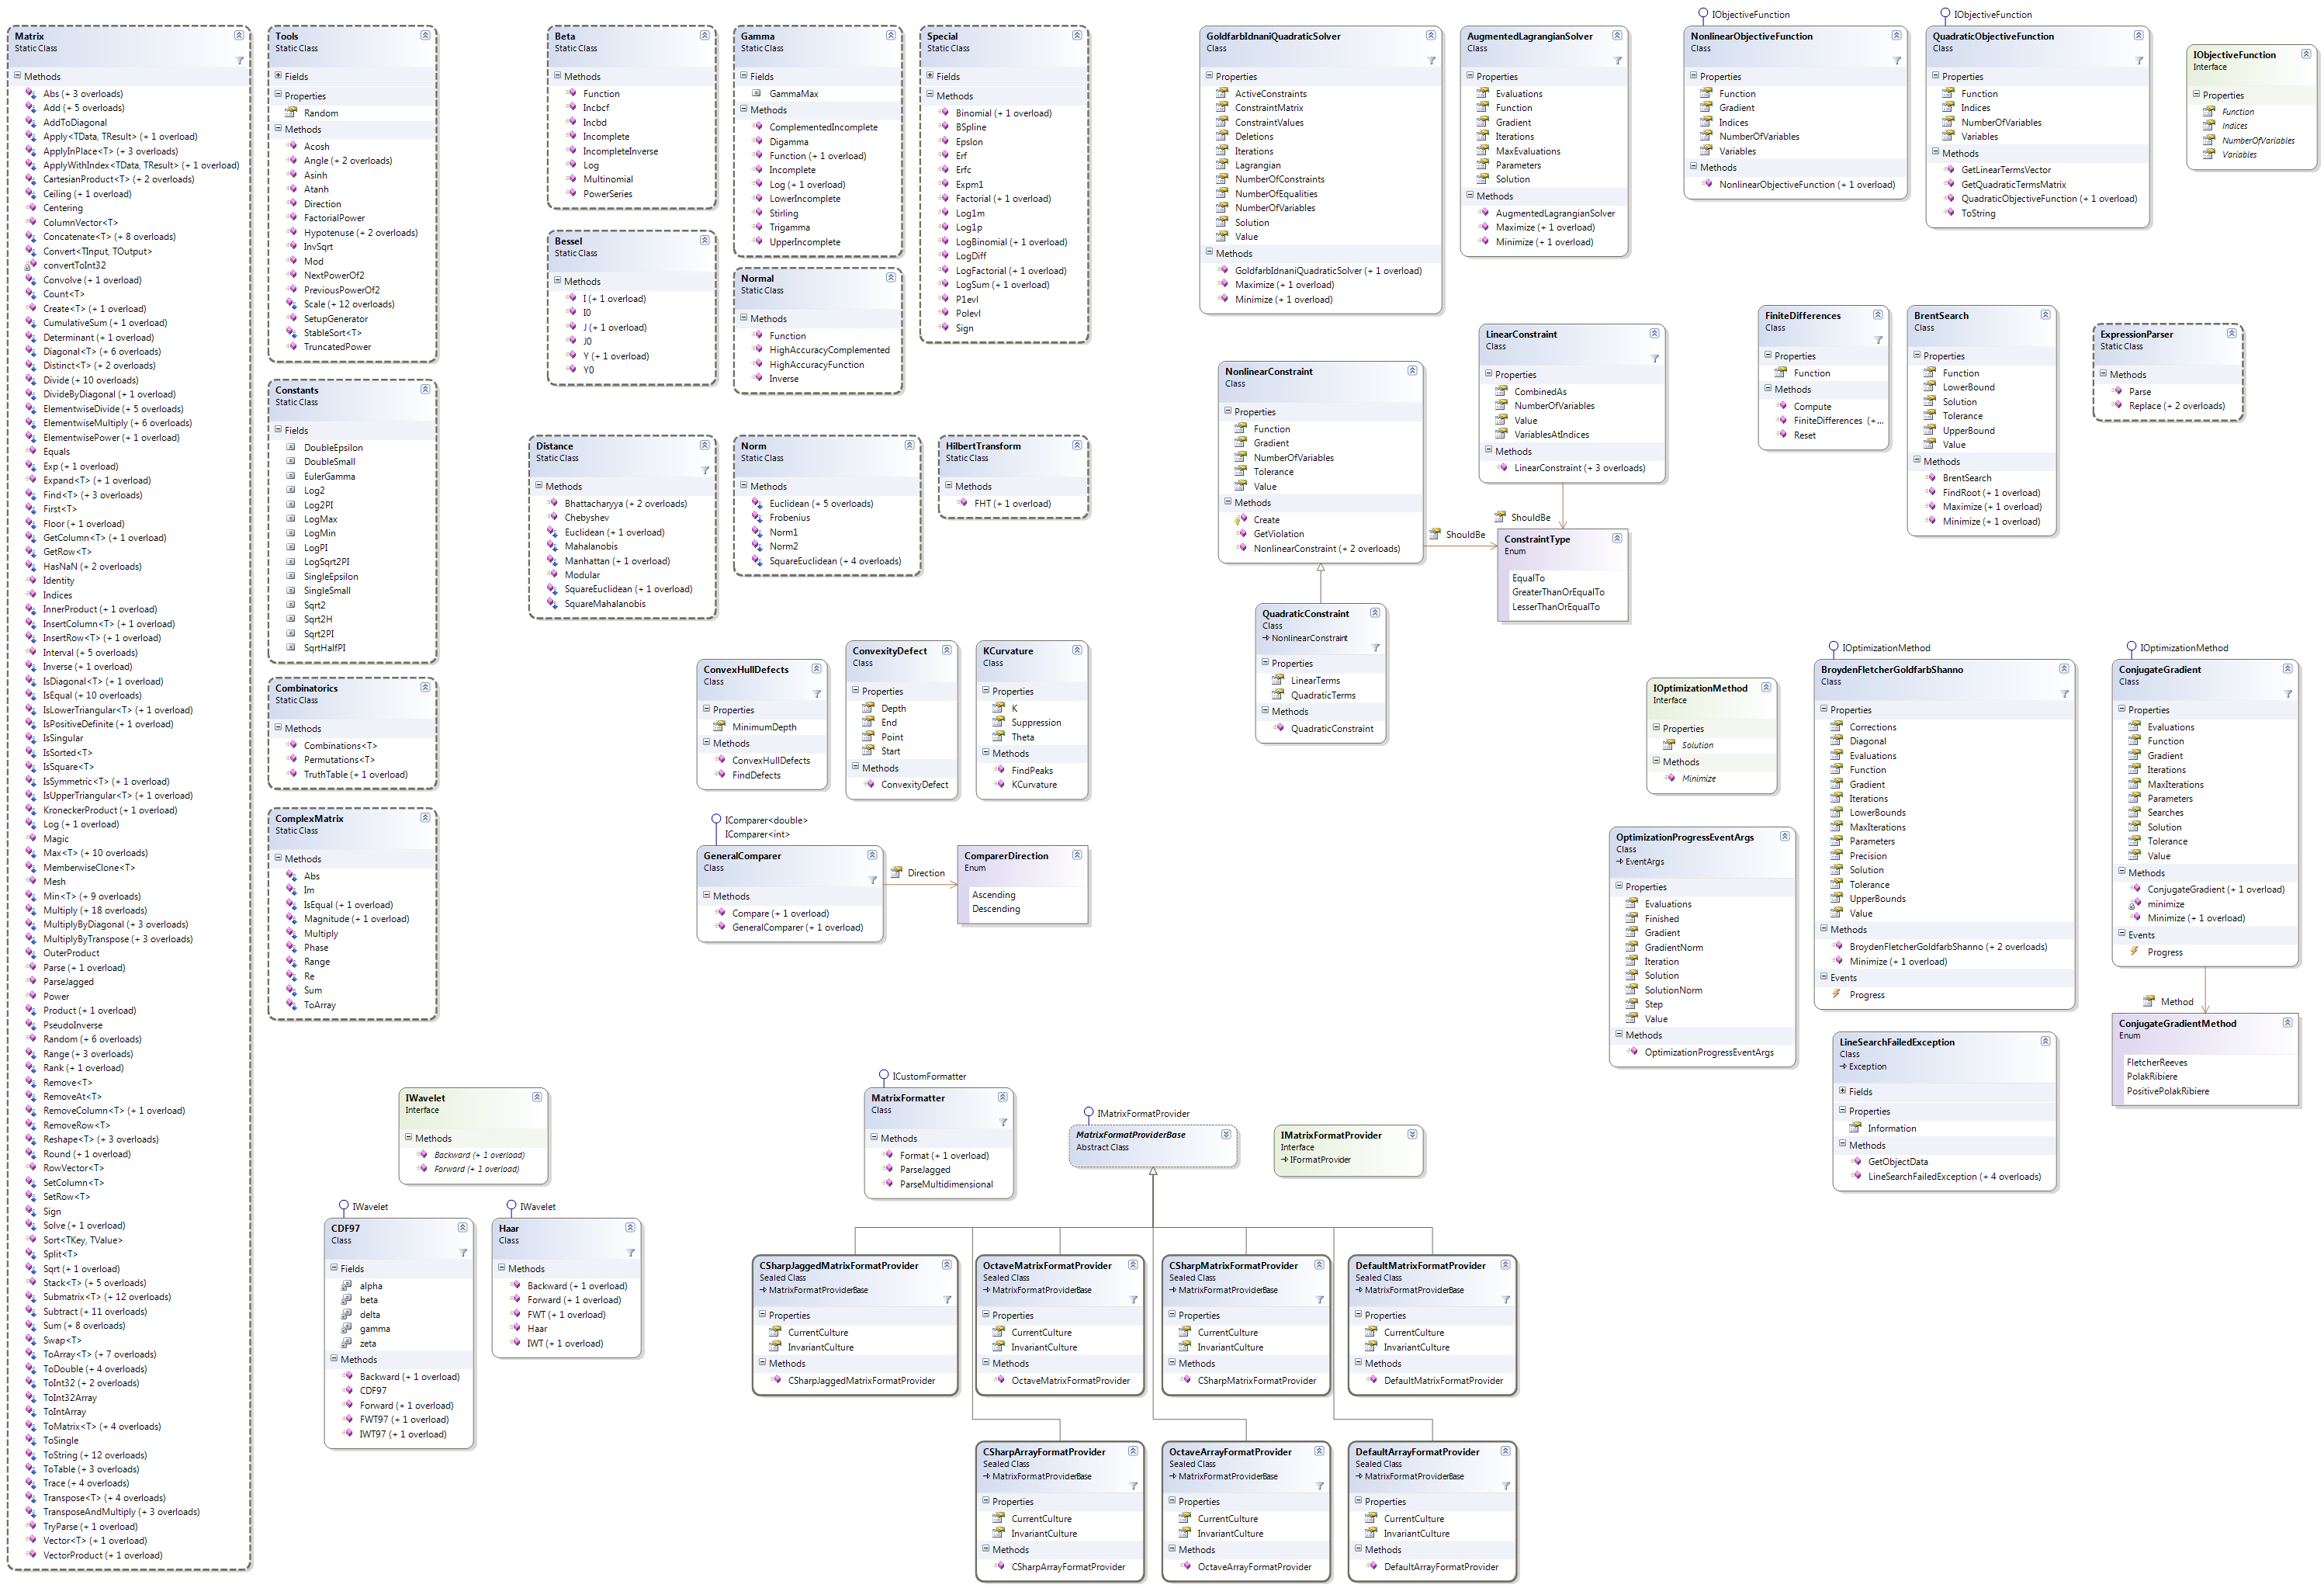 Matrix
Static Class
Methods
Abs (+ 3 overloads)
Add (+ 5 overloads)
AddToDiagonal
Apply<TData, TResult> (+ 1 overload)
ApplyInPlace<T> (+ 3 overloads)
ApplyWithIndex<TData, TResult> (+ 1 overload)
CartesianProduct<T> (+ 2 overloads)
Ceiling (+ 1 overload)
Centering
ColumnVector<T>
Concatenate<T> (+ 8 overloads)
Convert<TInput, TOutput>
convertToInt32
Convolve (+ 1 overload)
Count<T>
Create<T> (+ 1 overload)
CumulativeSum (+ 1 overload)
Determinant (+ 1 overload)
Diagonal<T> (+ 6 overloads)
Distinct<T> (+ 2 overloads)
Divide (+ 10 overloads)
DivideByDiagonal (+ 1 overload)
ElementwiseDivide (+ 5 overloads)
ElementwiseMultiply (+ 6 overloads)
ElementwisePower (+ 1 overload)
Equals
Exp (+ 1 overload)
Expand<T> (+ 1 overload)
Find<T> (+ 3 overloads)
First<T>
Floor (+ 1 overload)
GetColumn<T> (+ 1 overload)
GetRow<T>
HasNaN (+ 2 overloads)
Identity
Indices
InnerProduct (+ 1 overload)
InsertColumn<T> (+ 1 overload)
InsertRow<T> (+ 1 overload)
Interval (+ 5 overloads)
Inverse (+ 1 overload)
IsDiagonal<T> (+ 1 overload)
IsEqual (+ 10 overloads)
IsLowerTriangular<T> (+ 1 overload)
IsPositiveDefinite (+ 1 overload)
IsSingular
IsSorted<T>
IsSquare<T>
IsSymmetric<T> (+ 1 overload)
IsUpperTriangular<T> (+ 1 overload)
KroneckerProduct (+ 1 overload)
Log (+ 1 overload)
Magic
Max<T> (+ 10 overloads)
MemberwiseClone<T>
Mesh
Min<T> (+ 9 overloads)
Multiply (+ 18 overloads)
MultiplyByDiagonal (+ 3 overloads)
MultiplyByTranspose (+ 3 overloads)
OuterProduct
Parse (+ 1 overload)
ParseJagged
Power
Product (+ 1 overload)
PseudoInverse
Random (+ 6 overloads)
Range (+ 3 overloads)
Rank (+ 1 overload)
Remove<T>
RemoveAt<T>
RemoveColumn<T> (+ 1 overload)
RemoveRow<T>
Reshape<T> (+ 3 overloads)
Round (+ 1 overload)
RowVector<T>
SetColumn<T>
SetRow<T>
Sign
Solve (+ 1 overload)
Sort<TKey, TValue>
Split<T>
Sqrt (+ 1 overload)
Stack<T> (+ 5 overloads)
Submatrix<T> (+ 12 overloads)
Subtract (+ 11 overloads)
Sum (+ 8 overloads)
Swap<T>
ToArray<T> (+ 7 overloads)
ToDouble (+ 4 overloads)
ToInt32 (+ 2 overloads)
ToInt32Array
ToIntArray
ToMatrix<T> (+ 4 overloads)
ToSingle
ToString (+ 12 overloads)
ToTable (+ 3 overloads)
Trace (+ 4 overloads)
Transpose<T> (+ 4 overloads)
TransposeAndMultiply (+ 3 overloads)
TryParse (+ 1 overload)
Vector<T> (+ 1 overload)
VectorProduct (+ 1 overload)
Tools
Static Class
Fields
Properties
Random
Methods
Acosh
Angle (+ 2 overloads)
Asinh
Atanh
Direction
FactorialPower
Hypotenuse (+ 2 overloads)
InvSqrt
Mod
NextPowerOf2
PreviousPowerOf2
Scale (+ 12 overloads)
SetupGenerator
StableSort<T>
TruncatedPower
Constants
Static Class
Fields
DoubleEpsilon
DoubleSmall
EulerGamma
Log2
Log2PI
LogMax
LogMin
LogPI
LogSqrt2PI
SingleEpsilon
SingleSmall
Sqrt2
Sqrt2H
Sqrt2PI
SqrtHalfPI
Combinatorics
Static Class
Methods
Combinations<T>
Permutations<T>
TruthTable (+ 1 overload)
ComplexMatrix
Static Class
Methods
Abs
Im
IsEqual (+ 1 overload)
Magnitude (+ 1 overload)
Multiply
Phase
Range
Re
Sum
ToArray
Beta
Static Class
Methods
Function
Incbcf
Incbd
Incomplete
IncompleteInverse
Log
Multinomial
PowerSeries
Bessel
Static Class
Methods
I (+ 1 overload)
I0
J (+ 1 overload)
J0
Y (+ 1 overload)
Y0
Gamma
Static Class
Fields
GammaMax
Methods
ComplementedIncomplete
Digamma
Function (+ 1 overload)
Incomplete
Log (+ 1 overload)
LowerIncomplete
Stirling
Trigamma
UpperIncomplete
Normal
Static Class
Methods
Function
HighAccuracyComplemented
HighAccuracyFunction
Inverse
Special
Static Class
Fields
Methods
Binomial (+ 1 overload)
BSpline
Epslon
Erf
Erfc
Expm1
Factorial (+ 1 overload)
Log1m
Log1p
LogBinomial (+ 1 overload)
LogDiff
LogFactorial (+ 1 overload)
LogSum (+ 1 overload)
P1evl
Polevl
Sign
Distance
Static Class
Methods
Bhattacharyya (+ 2 overloads)
Chebyshev
Euclidean (+ 1 overload)
Mahalanobis
Manhattan (+ 1 overload)
Modular
SquareEuclidean (+ 1 overload)
SquareMahalanobis
Norm
Static Class
Methods
Euclidean (+ 5 overloads)
Frobenius
Norm1
Norm2
SquareEuclidean (+ 4 overloads)
HilbertTransform
Static Class
Methods
FHT (+ 1 overload)
ConvexHullDefects
Class
Properties
MinimumDepth
Methods
ConvexHullDefects
FindDefects
ConvexityDefect
Class
Properties
Depth
End
Point
Start
Methods
ConvexityDefect
KCurvature
Class
Properties
K
Suppression
Theta
Methods
FindPeaks
KCurvature
IComparer<double>
IComparer<int>
GeneralComparer
Class
Methods
Compare (+ 1 overload)
GeneralComparer (+ 1 overload)
Direction
ComparerDirection
Enum
Ascending
Descending
GoldfarbIdnaniQuadraticSolver
Class
Properties
ActiveConstraints
ConstraintMatrix
ConstraintValues
Deletions
Iterations
Lagrangian
NumberOfConstraints
NumberOfEqualities
NumberOfVariables
Solution
Value
Methods
GoldfarbIdnaniQuadraticSolver (+ 1 overload)
Maximize (+ 1 overload)
Minimize (+ 1 overload)
AugmentedLagrangianSolver
Class
Properties
Evaluations
Function
Gradient
Iterations
MaxEvaluations
Parameters
Solution
Methods
AugmentedLagrangianSolver
Maximize (+ 1 overload)
Minimize (+ 1 overload)
IObjectiveFunction
NonlinearObjectiveFunction
Class
Properties
Function
Gradient
Indices
NumberOfVariables
Variables
Methods
NonlinearObjectiveFunction (+ 1 overload)
IObjectiveFunction
QuadraticObjectiveFunction
Class
Properties
Function
Indices
NumberOfVariables
Variables
Methods
GetLinearTermsVector
GetQuadraticTermsMatrix
QuadraticObjectiveFunction (+ 1 overload)
ToString
IObjectiveFunction
Interface
Properties
Function
Indices
NumberOfVariables
Variables
NonlinearConstraint
Class
Properties
Function
Gradient
NumberOfVariables
Tolerance
Value
Methods
Create
GetViolation
NonlinearConstraint (+ 2 overloads)
ShouldBe
LinearConstraint
Class
Properties
CombinedAs
NumberOfVariables
Value
VariablesAtIndices
Methods
LinearConstraint (+ 3 overloads)
ShouldBe
ConstraintType
Enum
EqualTo
GreaterThanOrEqualTo
LesserThanOrEqualTo
QuadraticConstraint
Class
NonlinearConstraint
Properties
LinearTerms
QuadraticTerms
Methods
QuadraticConstraint
FiniteDifferences
Class
Properties
Function
Methods
Compute
FiniteDifferences (+...
Reset
BrentSearch
Class
Properties
Function
LowerBound
Solution
Tolerance
UpperBound
Value
Methods
BrentSearch
FindRoot (+ 1 overload)
Maximize (+ 1 overload)
Minimize (+ 1 overload)
ExpressionParser
Static Class
Methods
Parse
Replace (+ 2 overloads)
IOptimizationMethod
Interface
Properties
Solution
Methods
Minimize
OptimizationProgressEventArgs
Class
EventArgs
Properties
Evaluations
Finished
Gradient
GradientNorm
Iteration
Solution
SolutionNorm
Step
Value
Methods
OptimizationProgressEventArgs
IOptimizationMethod
BroydenFletcherGoldfarbShanno
Class
Properties
Corrections
Diagonal
Evaluations
Function
Gradient
Iterations
LowerBounds
MaxIterations
Parameters
Precision
Solution
Tolerance
UpperBounds
Value
Methods
BroydenFletcherGoldfarbShanno (+ 2 overloads)
Minimize (+ 1 overload)
Events
Progress
IOptimizationMethod
ConjugateGradient
Class
Properties
Evaluations
Function
Gradient
Iterations
MaxIterations
Parameters
Searches
Solution
Tolerance
Value
Methods
ConjugateGradient (+ 1 overload)
minimize
Minimize (+ 1 overload)
Events
Progress
Method
ConjugateGradientMethod
Enum
FletcherReeves
PolakRibiere
PositivePolakRibiere
LineSearchFailedException
Class
Exception
Fields
Properties
Information
Methods
GetObjectData
LineSearchFailedException (+ 4 overloads)
IWavelet
Interface
Methods
Backward (+ 1 overload)
Forward (+ 1 overload)
IWavelet
CDF97
Class
Fields
alpha
beta
delta
gamma
zeta
Methods
Backward (+ 1 overload)
CDF97
Forward (+ 1 overload)
FWT97 (+ 1 overload)
IWT97 (+ 1 overload)
IWavelet
Haar
Class
Methods
Backward (+ 1 overload)
Forward (+ 1 overload)
FWT (+ 1 overload)
Haar
IWT (+ 1 overload)
ICustomFormatter
MatrixFormatter
Class
Methods
Format (+ 1 overload)
ParseJagged
ParseMultidimensional
IMatrixFormatProvider
MatrixFormatProviderBase
Abstract Class
IMatrixFormatProvider
Interface
IFormatProvider
CSharpJaggedMatrixFormatProvider
Sealed Class
MatrixFormatProviderBase
Properties
CurrentCulture
InvariantCulture
Methods
CSharpJaggedMatrixFormatProvider
OctaveMatrixFormatProvider
Sealed Class
MatrixFormatProviderBase
Properties
CurrentCulture
InvariantCulture
Methods
OctaveMatrixFormatProvider
CSharpMatrixFormatProvider
Sealed Class
MatrixFormatProviderBase
Properties
CurrentCulture
InvariantCulture
Methods
CSharpMatrixFormatProvider
DefaultMatrixFormatProvider
Sealed Class
MatrixFormatProviderBase
Properties
CurrentCulture
InvariantCulture
Methods
DefaultMatrixFormatProvider
CSharpArrayFormatProvider
Sealed Class
MatrixFormatProviderBase
Properties
CurrentCulture
InvariantCulture
Methods
CSharpArrayFormatProvider
OctaveArrayFormatProvider
Sealed Class
MatrixFormatProviderBase
Properties
CurrentCulture
InvariantCulture
Methods
OctaveArrayFormatProvider
DefaultArrayFormatProvider
Sealed Class
MatrixFormatProviderBase
Properties
CurrentCulture
InvariantCulture
Methods
DefaultArrayFormatProvider